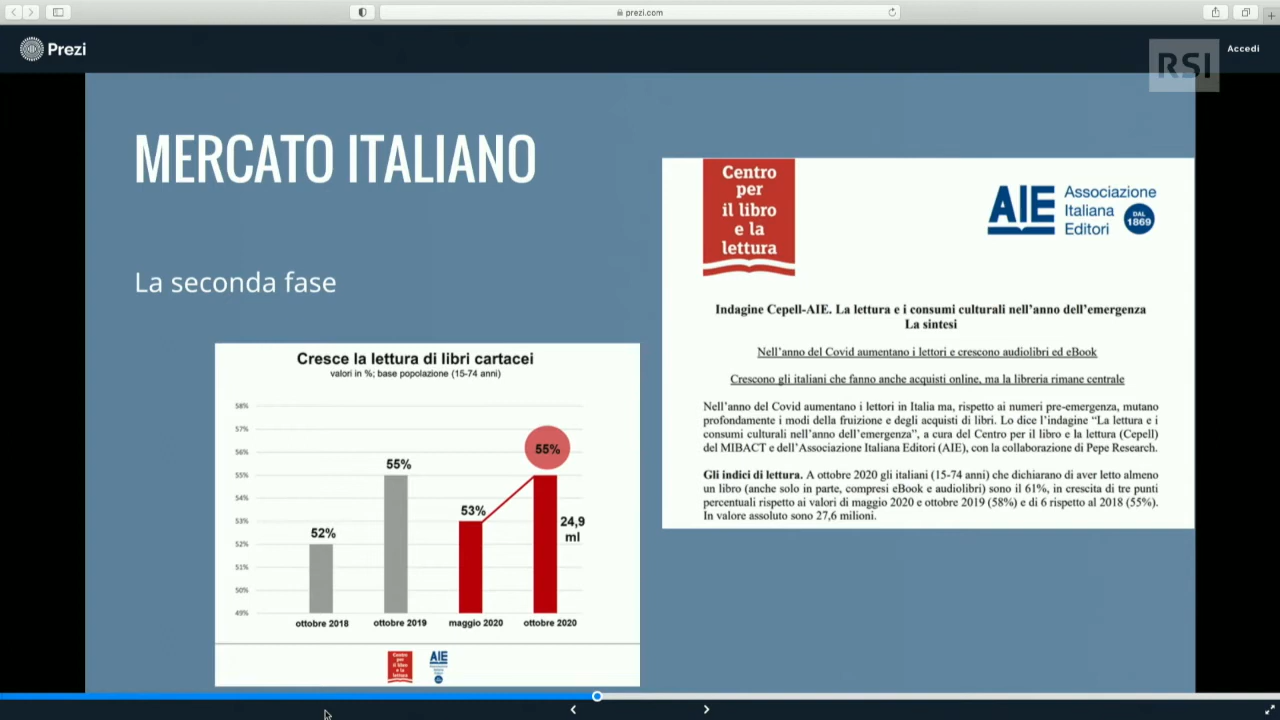 prezi.com
Prezi
Accedi
RSI
MERCATO ITALIANO
La seconda fase
Cresce la lettura di libri cartacei
valori in %; base popolazione (15-74 anni)
58%
57%
56%
55%
54%
53%
52%
51%
50%
49%
52%
55%
53%
55%
24,9
ml
ottobre 2018
ottobre 2019
maggio 2020
ottobre 2020
Centro
per
il libro
e la
lettura
AIE
Centro
per
il libro
e la
lettura
AIE
Associazione
Italiana
Editori
DAL
1869
Indagine Cepell-AIE. La lettura e i consumi culturali nell'anno dell'emergenza
La sintesi
Nell'anno del Covid aumentano i lettori e crescono audiolibri ed eBook
Crescono gli italiani che fanno anche acquisti online, ma la libreria rimane centrale
Nell'anno del Covid aumentano i lettori in Italia ma, rispetto ai numeri pre-emergenza, mutano
profondamente i modi della fruizione e degli acquisti di libri. Lo dice l'indagine "La lettura e i
consumi culturali nell'anno dell'emergenza", a cura del Centro per il libro e la lettura (Cepell)
del MIBACT e dell'Associazione Italiana Editori (AIE), con la collaborazione di Pepe Research.
Gli indici di lettura. A ottobre 2020 gli italiani (15-74 anni) che dichiarano di aver letto almeno
un libro (anche solo in parte, compresi eBook e audiolibri) sono il 61%, in crescita di tre punti
percentuali rispetto ai valori di maggio 2020 e ottobre 2019 (58%) e di 6 rispetto al 2018 (55%).
In valore assoluto sono 27,6 milioni.